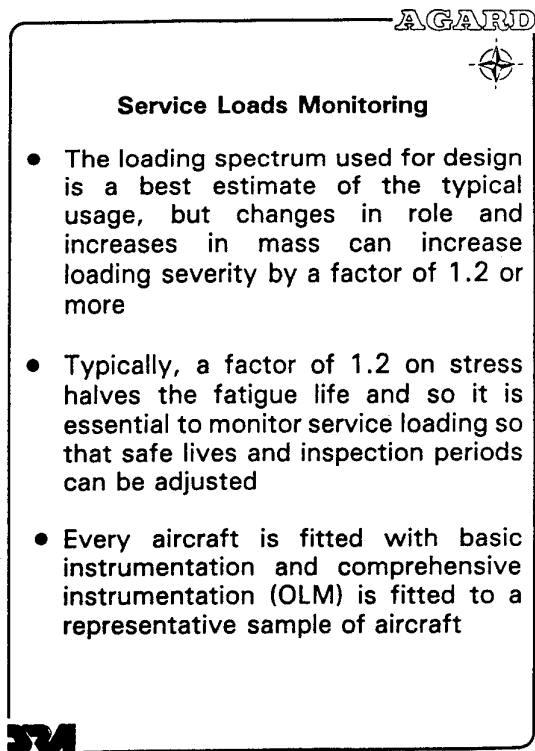 AGARD
Service Loads Monitoring
• The loading spectrum used for design
is a best estimate of the typical
usage, but changes in role and
increases in mass can increase
loading severity by a factor of 1.2 or
more
• Typically, a factor of 1.2 on stress
halves the fatigue life and so it is
essential to monitor service loading so
that safe lives and inspection periods
can be adjusted
• Every aircraft is fitted with basic
instrumentation and comprehensive
instrumentation (OLM) is fitted to a
representative sample of aircraft